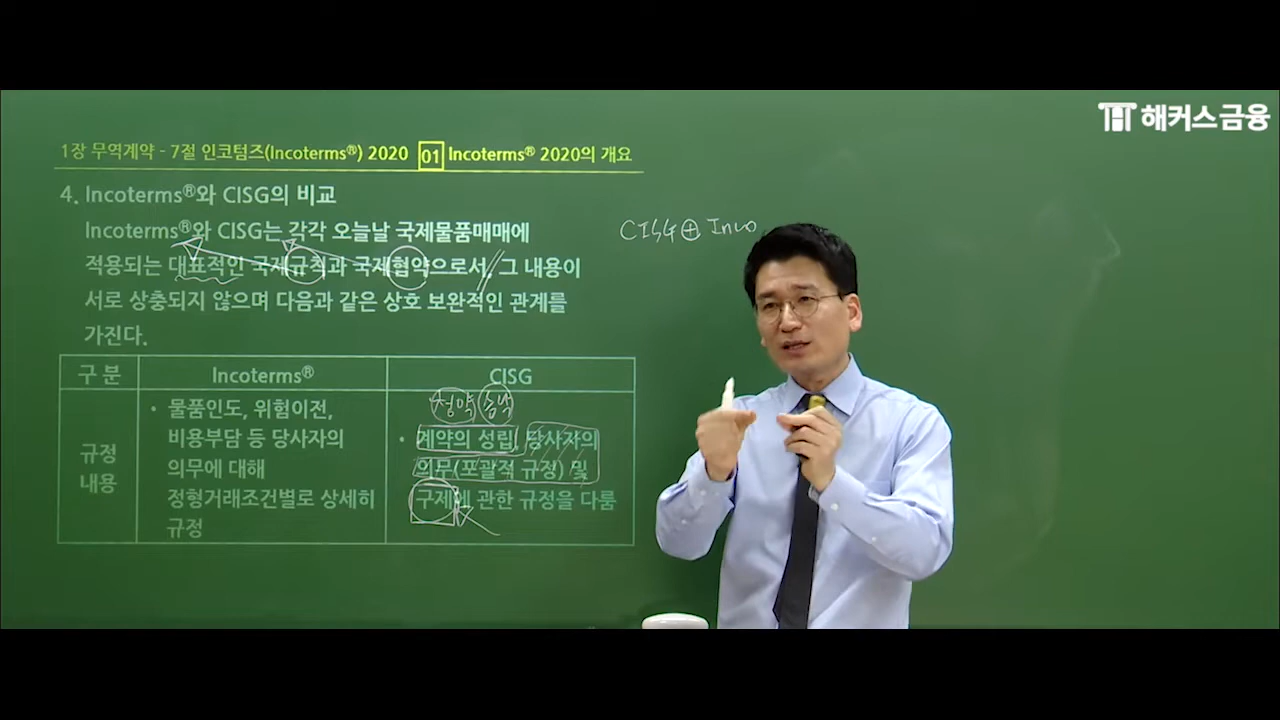 해커스금융
1장 무역계약 - 7절 인코텀즈(Incoterms®) 2020 01 Incoterms® 2020의 개요
4. Incoterms®와 CISG의 비교
Incoterms®와 CISG는 각각 오늘날 국제물품매매에
적용되는 대표적인 국제규칙과 국제협약으로서, 그 내용이
서로 상충되지 않으며 다음과 같은 상호 보완적인 관계를
가진다.
CISG + Inco
구 분 Incoterms® CISG
청약 승낙
규정
내용
• 물품인도, 위험이전,
비용부담 등 당사자의
의무에 대해
정형거래조건별로 상세히
규정
• 계약의 성립, 당사자의
의무(포괄적 규정) 및
구제에 관한 규정을 다룸